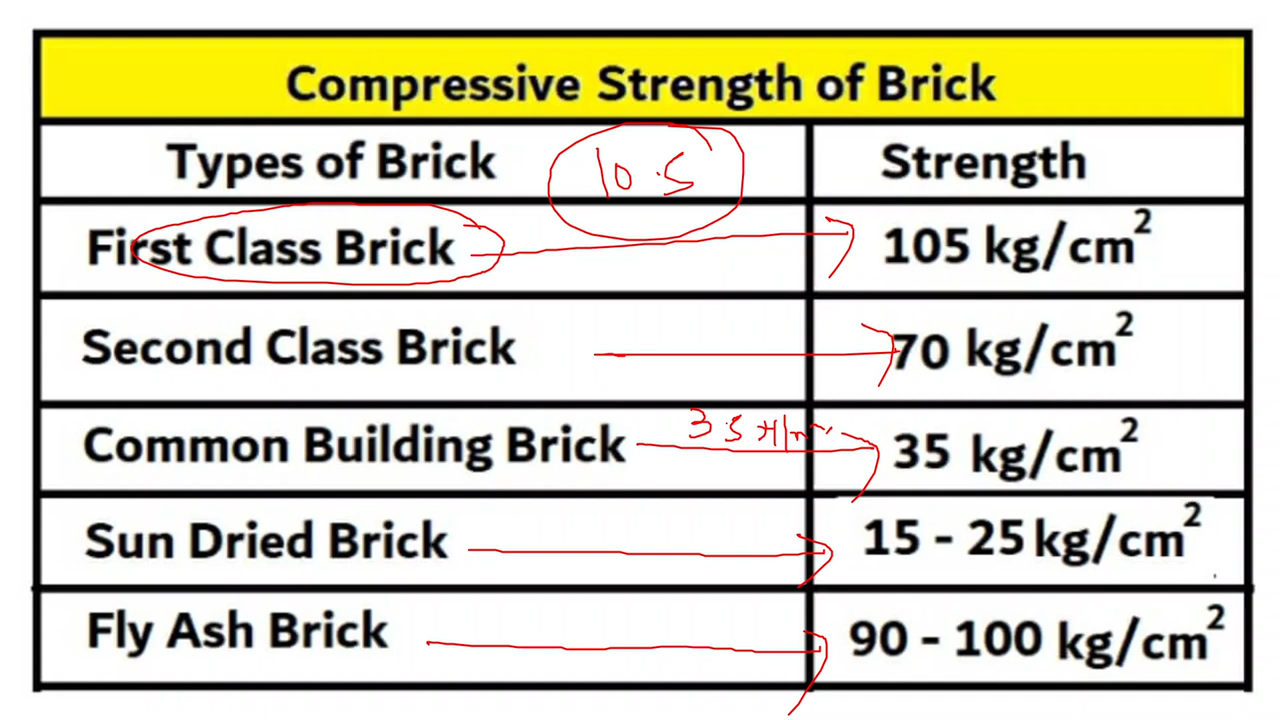 Compressive Strength of Brick
Types of Brick 10.5 Strength
First Class Brick 105 kg/cm²
Second Class Brick 70 kg/cm²
Common Building Brick 3.5 35 kg/cm²
Sun Dried Brick 15 - 25 kg/cm²
Fly Ash Brick 90 - 100 kg/cm²